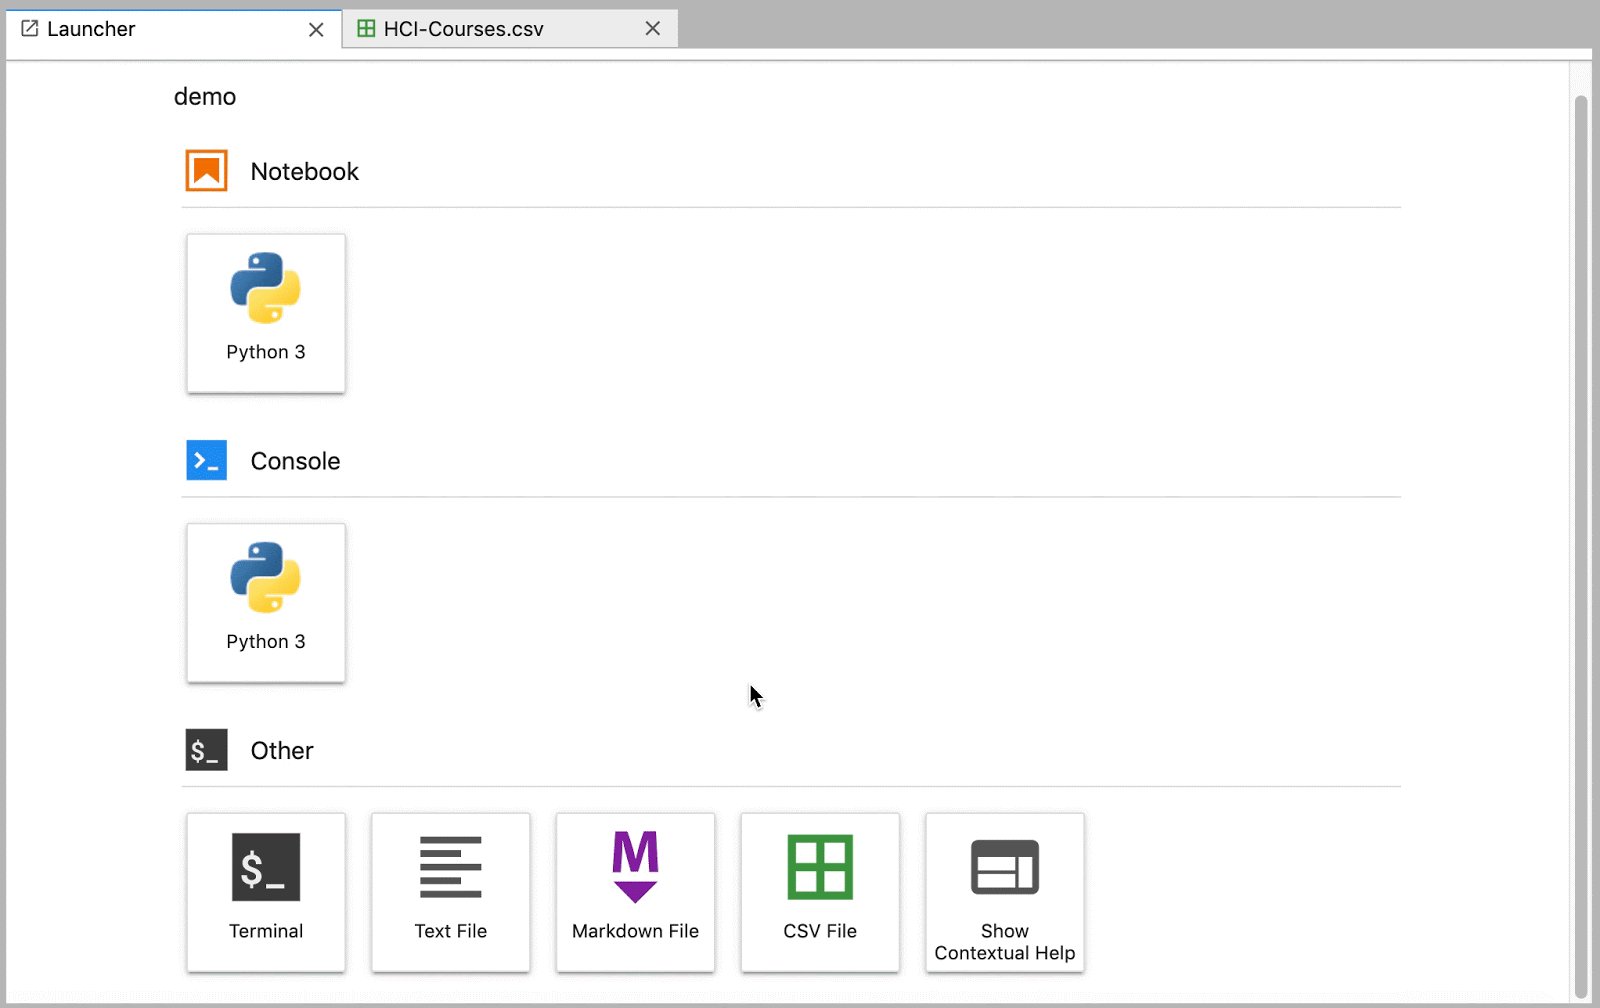 Launcher
HCI-Courses.csv
demo
Notebook
Python 3
Console
Python 3
$_ Other
$_
Terminal
Text File
M
Markdown File
CSV File
Show
Contextual Help